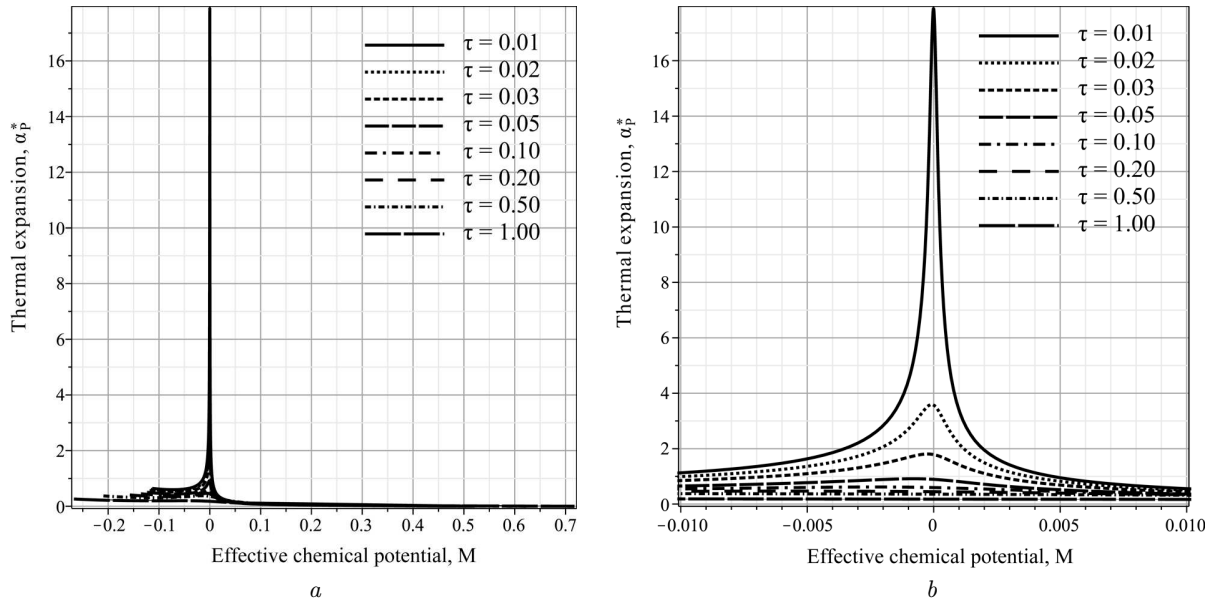 Thermal expansion, α*P
16
14
12
10
8
6
4
2
0
τ = 0.01
τ = 0.02
τ = 0.03
τ = 0.05
τ = 0.10
τ = 0.20
τ = 0.50
τ = 1.00
−0.2 −0.1 0 0.1 0.2 0.3 0.4 0.5 0.6 0.7
Effective chemical potential, M
a
Thermal expansion, α*P
16
14
12
10
8
6
4
2
0
τ = 0.01
τ = 0.02
τ = 0.03
τ = 0.05
τ = 0.10
τ = 0.20
τ = 0.50
τ = 1.00
−0.010 −0.005 0 0.005 0.010
Effective chemical potential, M
b